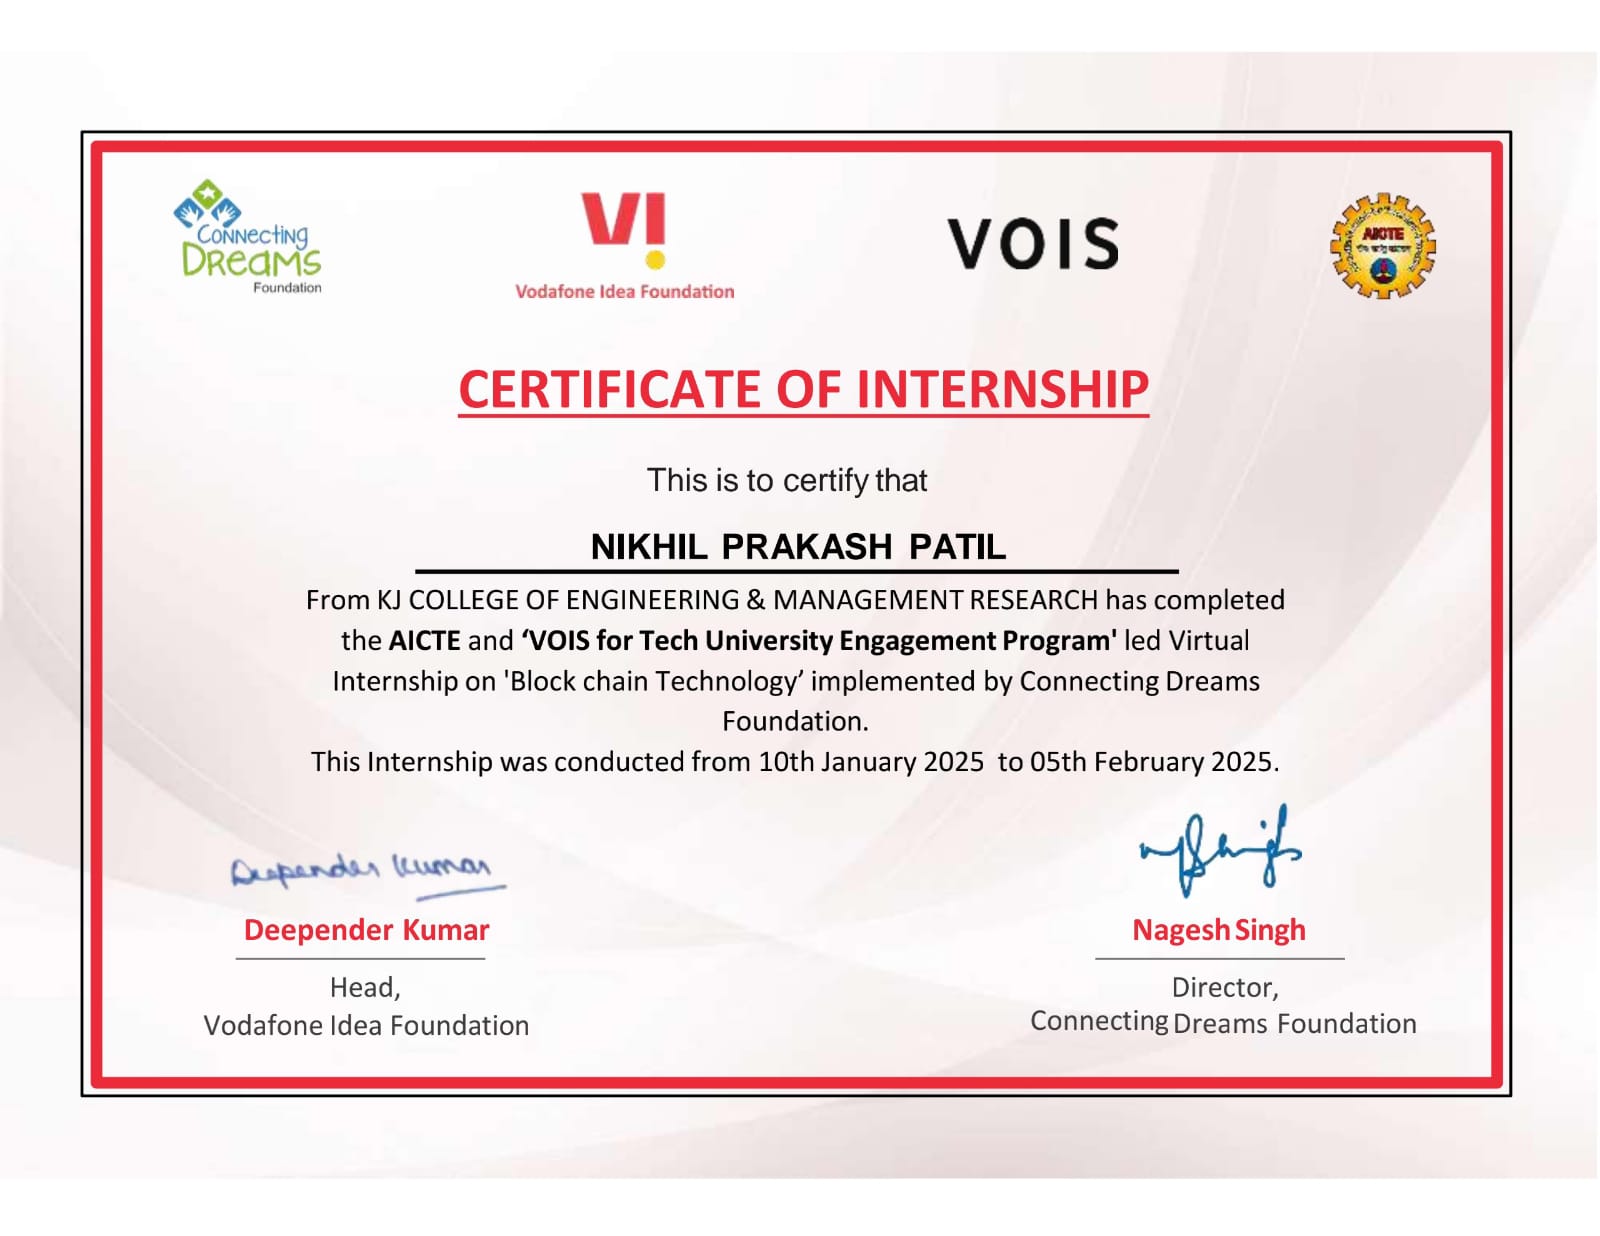 CONNectiNg
DReaMS
Foundation
V!
Vodafone Idea Foundation
VOIS
AICTE
CERTIFICATE OF INTERNSHIP
This is to certify that
NIKHIL PRAKASH PATIL
From KJ COLLEGE OF ENGINEERING & MANAGEMENT RESEARCH has completed
the AICTE and ‘VOIS for Tech University Engagement Program' led Virtual
Internship on 'Block chain Technology’ implemented by Connecting Dreams
Foundation.
This Internship was conducted from 10th January 2025 to 05th February 2025.
Deepender Kumar
Deepender Kumar
Nagesh Singh
Head,
Vodafone Idea Foundation
Director,
Connecting Dreams Foundation